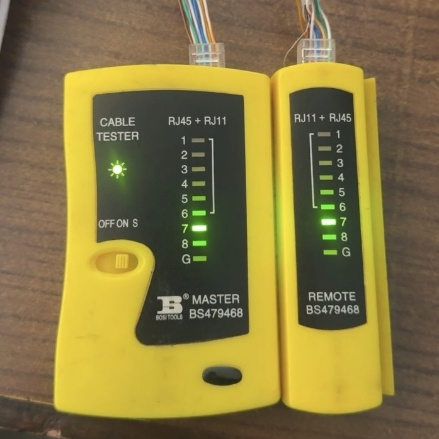 CABLE
TESTER
OFF ON S
RJ45 + RJ11
1
2
3
4
5
6
7
8
G
B®
BOSI TOOLS
MASTER
BS479468
RJ11 + RJ45
1
2
3
4
5
6
7
8
G
REMOTE
BS479468